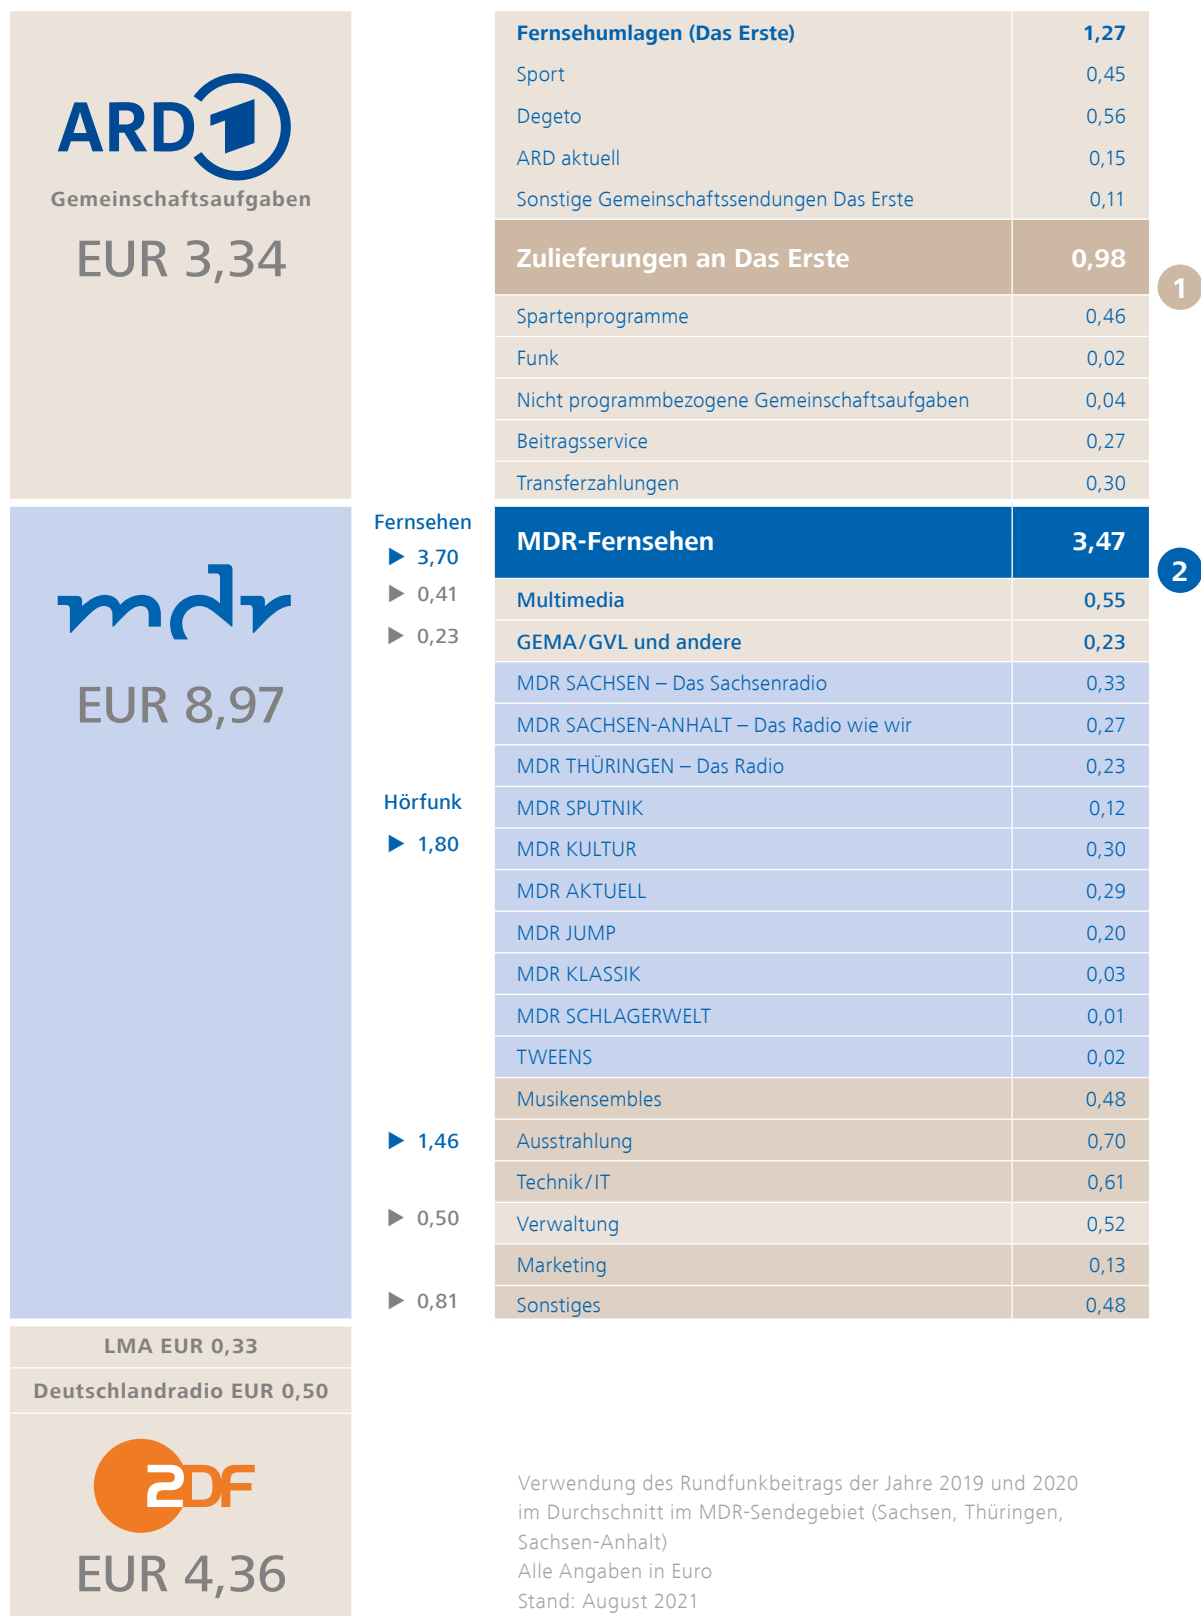 ARD 1
Gemeinschaftsaufgaben
EUR 3,34
Fernsehumlagen (Das Erste) 1,27
Sport 0,45
Degeto 0,56
ARD aktuell 0,15
Sonstige Gemeinschaftssendungen Das Erste 0,11
Zulieferungen an Das Erste 0,98
1
Spartenprogramme 0,46
Funk 0,02
Nicht programmbezogene Gemeinschaftsaufgaben 0,04
Beitragsservice 0,27
Transferzahlungen 0,30
mdr
EUR 8,97
Fernsehen
▶ 3,70
▶ 0,41
▶ 0,23
Hörfunk
▶ 1,80
▶ 1,46
▶ 0,50
▶ 0,81
MDR-Fernsehen 3,47
2
Multimedia 0,55
GEMA/GVL und andere 0,23
MDR SACHSEN – Das Sachsenradio 0,33
MDR SACHSEN-ANHALT – Das Radio wie wir 0,27
MDR THÜRINGEN – Das Radio 0,23
MDR SPUTNIK 0,12
MDR KULTUR 0,30
MDR AKTUELL 0,29
MDR JUMP 0,20
MDR KLASSIK 0,03
MDR SCHLAGERWELT 0,01
TWEENS 0,02
Musikensembles 0,48
Ausstrahlung 0,70
Technik/IT 0,61
Verwaltung 0,52
Marketing 0,13
Sonstiges 0,48
LMA EUR 0,33
Deutschlandradio EUR 0,50
2DF
EUR 4,36
Verwendung des Rundfunkbeitrags der Jahre 2019 und 2020
im Durchschnitt im MDR-Sendegebiet (Sachsen, Thüringen,
Sachsen-Anhalt)
Alle Angaben in Euro
Stand: August 2021